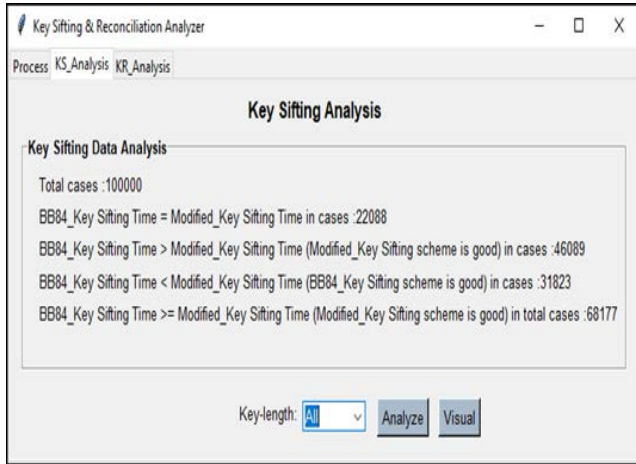 Key Sifting & Reconciliation Analyzer
Process KS_Analysis KR_Analysis
Key Sifting Analysis
Key Sifting Data Analysis
Total cases :100000
BB84_Key Sifting Time = Modified_Key Sifting Time in cases :22088
BB84_Key Sifting Time > Modified_Key Sifting Time (Modified_Key Sifting scheme is good) in cases :46089
BB84_Key Sifting Time < Modified_Key Sifting Time (BB84_Key Sifting scheme is good) in cases :31823
BB84_Key Sifting Time >= Modified_Key Sifting Time (Modified_Key Sifting scheme is good) in total cases :68177
Key-length: All Analyze Visual